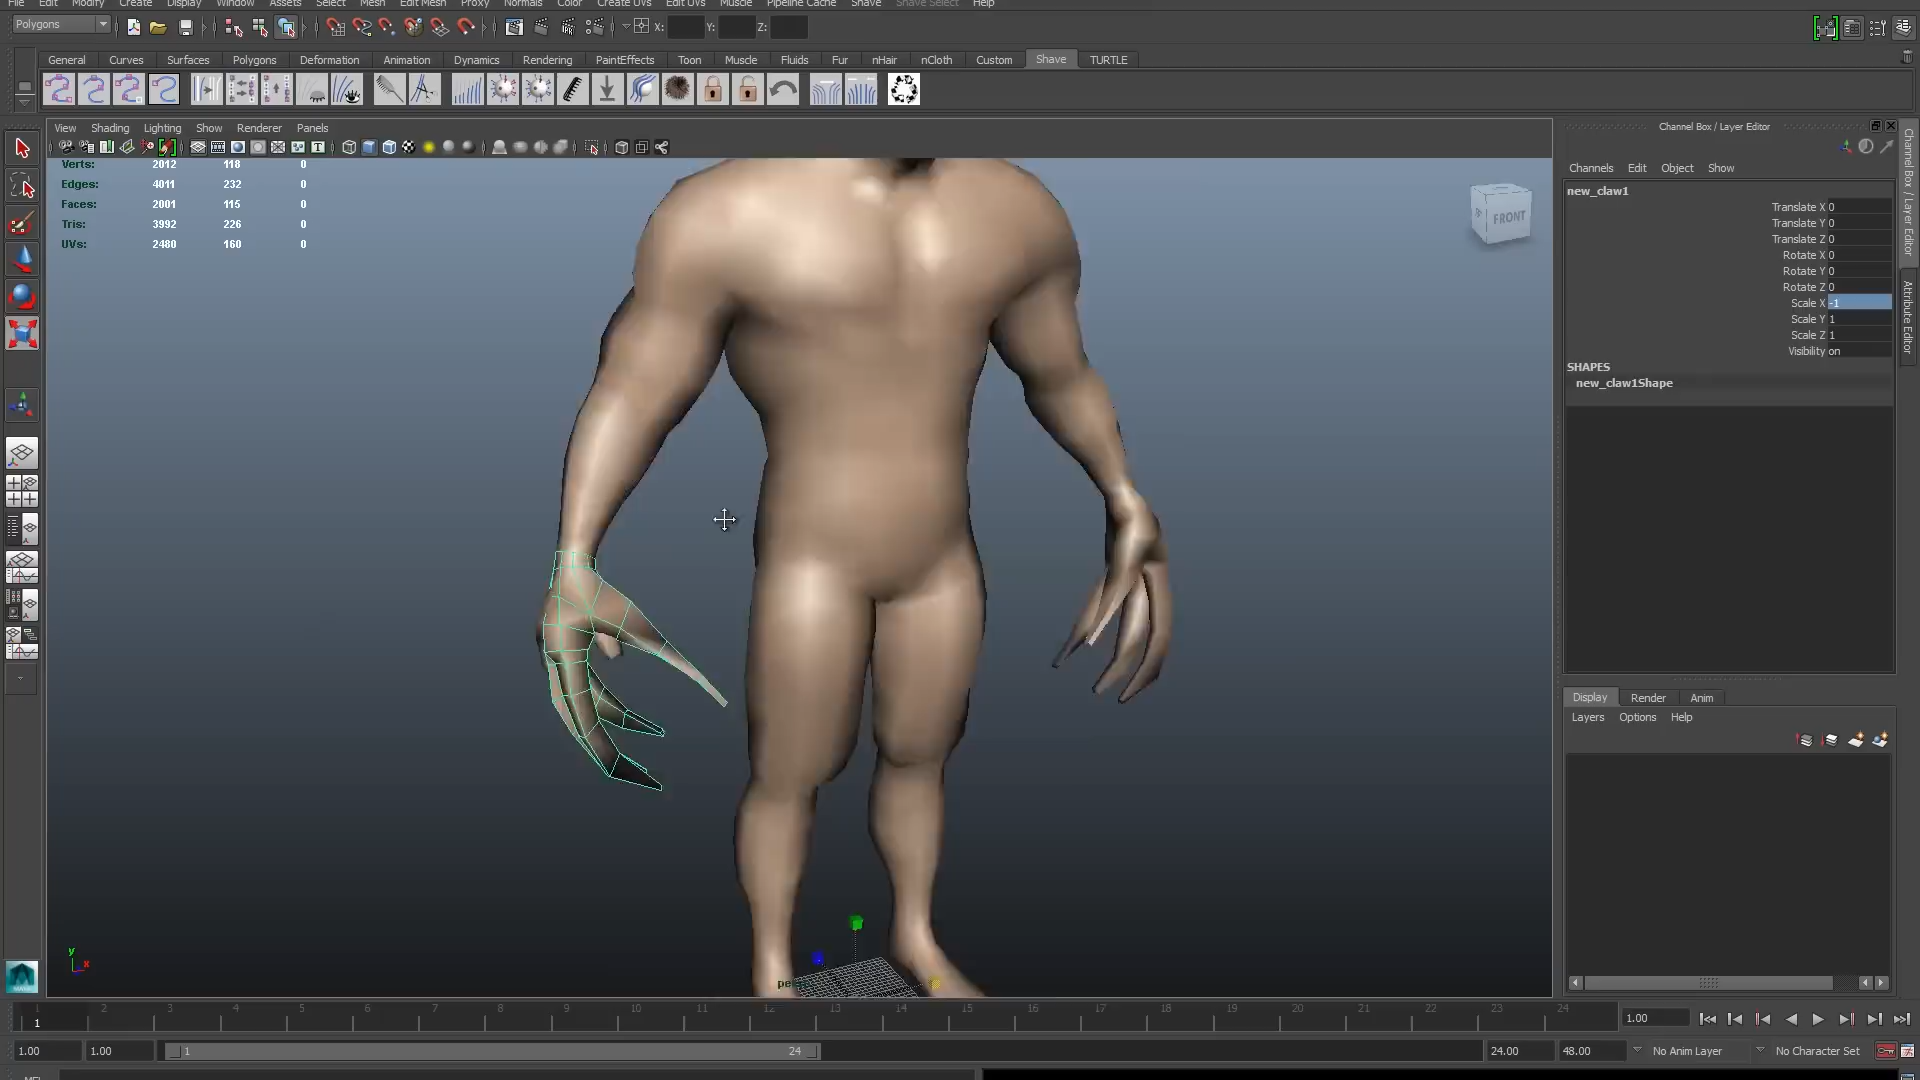 File Edit Modify Create Display Window Assets Select Mesh Edit Mesh Proxy Normals Color Create UVs Edit UVs Muscle Pipeline Cache Shave Shave Select Help
Polygons X: Y: Z:
General Curves Surfaces Polygons Deformation Animation Dynamics Rendering PaintEffects Toon Muscle Fluids Fur nHair nCloth Custom Shave TURTLE
View Shading Lighting Show Renderer Panels
Channel Box / Layer Editor
Verts: 2012 118 0
Edges: 4011 232 0
Faces: 2001 115 0
Tris: 3992 226 0
UVs: 2480 160 0
FRONT
Channels Edit Object Show
new_claw1
Translate X 0
Translate Y 0
Translate Z 0
Rotate X 0
Rotate Y 0
Rotate Z 0
Scale X -1
Scale Y 1
Scale Z 1
Visibility on
SHAPES
new_claw1Shape
Channel Box / Layer Editor
Attribute Editor
Display Render Anim
Layers Options Help
y
x
1 2 3 4 5 6 7 8 9 10 11 12 13 14 15 16 17 18 19 20 21 22 23 24
1 1.00
1.00 1.00 1 24 24.00 48.00 No Anim Layer No Character Set
MEL